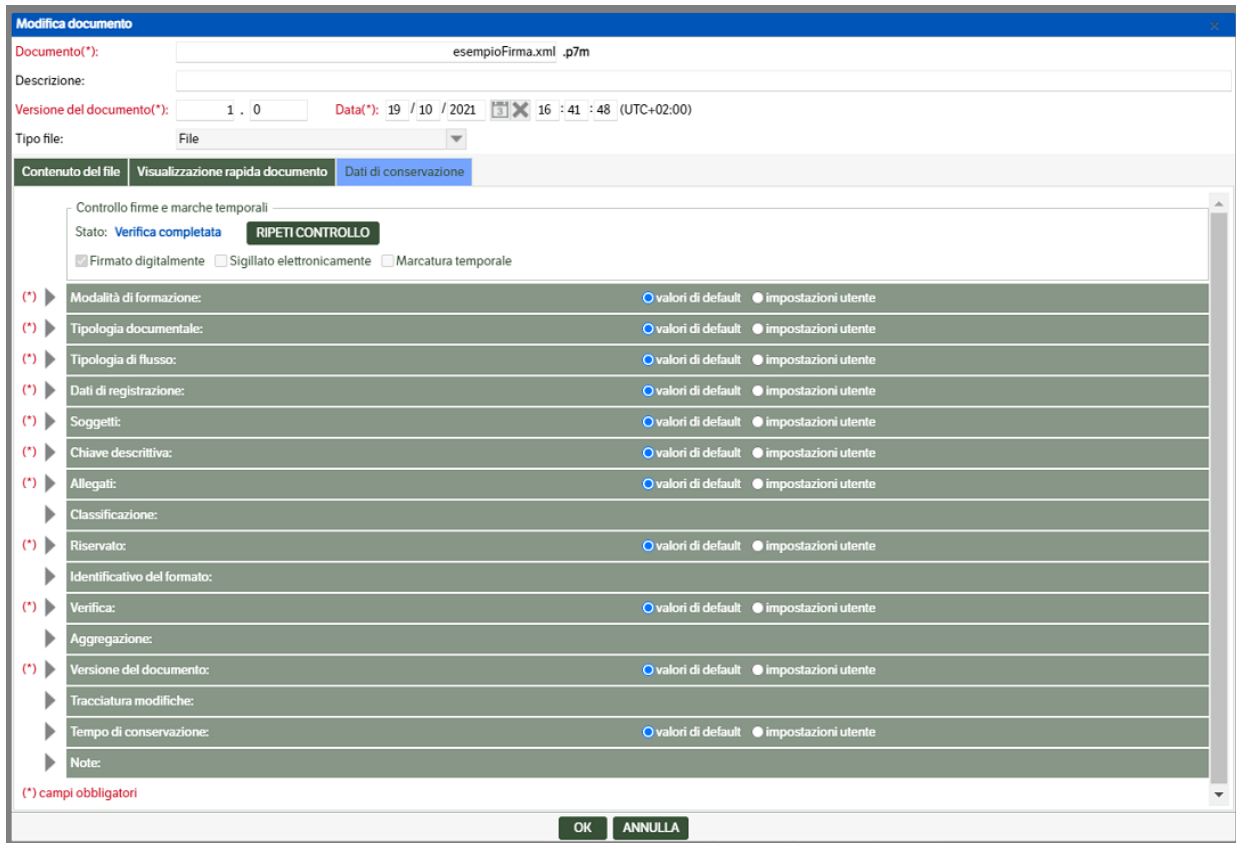 Modifica documento
Documento(*): esempioFirma.xml .p7m
Descrizione:
Versione del documento(*): 1 . 0 Data(*): 19 / 10 / 2021 3 16 : 41 : 48 (UTC+02:00)
Tipo file: File
Contenuto del file Visualizzazione rapida documento Dati di conservazione
Controllo firme e marche temporali
Stato: Verifica completata RIPETI CONTROLLO
Firmato digitalmente Sigillato elettronicamente Marcatura temporale
(*) Modalità di formazione: valori di default impostazioni utente
(*) Tipologia documentale: valori di default impostazioni utente
(*) Tipologia di flusso: valori di default impostazioni utente
(*) Dati di registrazione: valori di default impostazioni utente
(*) Soggetti: valori di default impostazioni utente
(*) Chiave descrittiva: valori di default impostazioni utente
(*) Allegati: valori di default impostazioni utente
Classificazione:
(*) Riservato: valori di default impostazioni utente
Identificativo del formato:
(*) Verifica: valori di default impostazioni utente
Aggregazione:
(*) Versione del documento: valori di default impostazioni utente
Tracciatura modifiche:
Tempo di conservazione: valori di default impostazioni utente
Note:
(*) campi obbligatori
OK ANNULLA